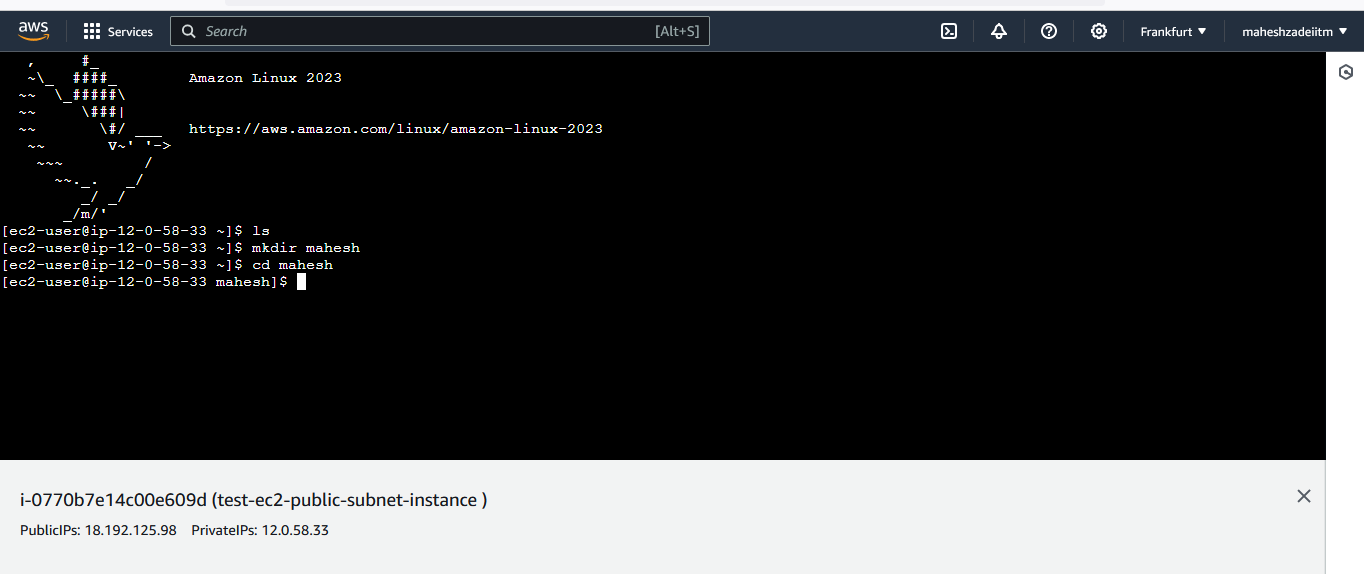 aws Services Search [Alt+S] Frankfurt ▼ maheshzadeiitm ▼
   ,     #_
   ~\_  ####_        Amazon Linux 2023
  ~~  \_#####\
  ~~     \###|
  ~~       \#/ ___   https://aws.amazon.com/linux/amazon-linux-2023
   ~~       V~' '->
    ~~~         /
      ~~._.   _/
         _/ _/
       _/m/'
[ec2-user@ip-12-0-58-33 ~]$ ls
[ec2-user@ip-12-0-58-33 ~]$ mkdir mahesh
[ec2-user@ip-12-0-58-33 ~]$ cd mahesh
[ec2-user@ip-12-0-58-33 mahesh]$
i-0770b7e14c00e609d (test-ec2-public-subnet-instance )
PublicIPs: 18.192.125.98 PrivateIPs: 12.0.58.33